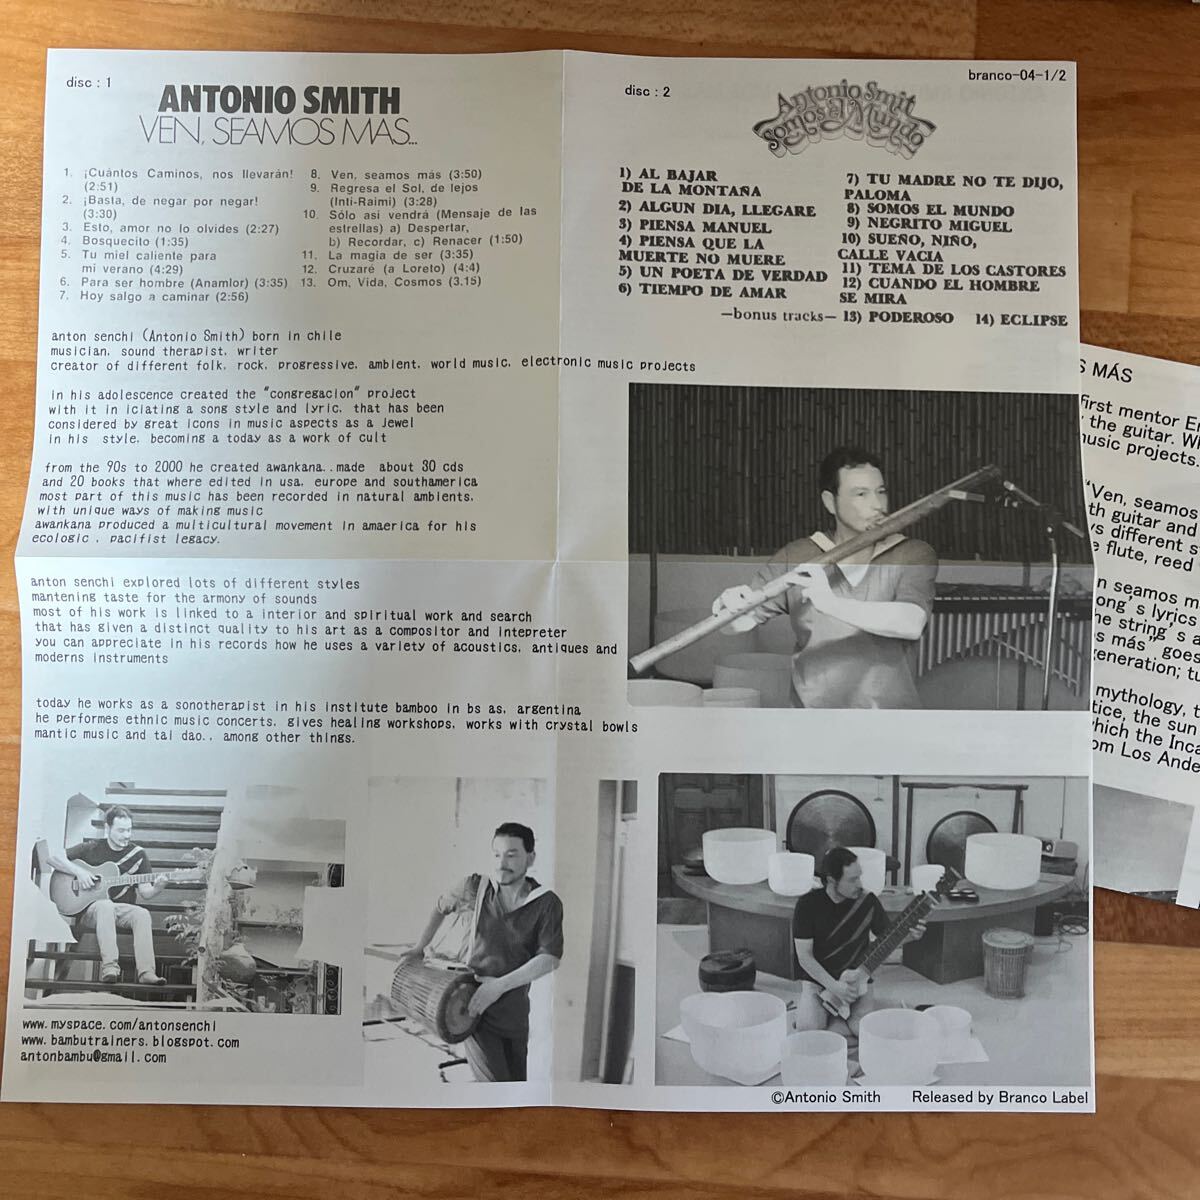 disc : 1
ANTONIO SMITH
VEN, SEAMOS MAS...
1. ¡Cuántos Caminos, nos llevarán!
(2:51)
2. ¡Basta, de negar por negar!
(3:30)
3. Esto, amor no lo olvides (2:27)
4. Bosquecito (1:35)
5. Tu miel caliente para
mi verano (4:29)
6. Para ser hombre (Anamlor) (3:35)
7. Hoy salgo a caminar (2:56)
8. Ven, seamos más (3:50)
9. Regresa el Sol, de lejos
(Inti-Raimi) (3:28)
10. Sólo asi vendrá (Mensaje de las
estrellas) a) Despertar,
b) Recordar, c) Renacer (1:50)
11. La magia de ser (3:35)
12. Cruzaré (a Loreto) (4:4)
13. Om, Vida, Cosmos (3.15)
disc : 2
branco-04-1/2
Antonio Smit
Somos el Mundo
1) AL BAJAR
DE LA MONTAÑA
2) ALGUN DIA, LLEGARE
3) PIENSA MANUEL
4) PIENSA QUE LA
MUERTE NO MUERE
5) UN POETA DE VERDAD
6) TIEMPO DE AMAR
7) TU MADRE NO TE DIJO,
PALOMA
8) SOMOS EL MUNDO
9) NEGRITO MIGUEL
10) SUEÑO, NIÑO,
CALLE VACIA
11) TEMA DE LOS CASTORES
12) CUANDO EL HOMBRE
SE MIRA
—bonus tracks— 13) PODEROSO 14) ECLIPSE
anton senchi (Antonio Smith) born in chile
musician, sound therapist, writer
creator of different folk, rock, progressive, ambient, world music, electronic music projects
in his adolescence created the "congregacion" project
with it in iciating a song style and lyric, that has been
considered by great icons in music aspects as a jewel
in his style, becoming a today as a work of cult
from the 90s to 2000 he created awankana..made about 30 cds
and 20 books that where edited in usa, europe and southamerica
most part of this music has been recorded in natural ambients,
with unique ways of making music
awankana produced a multicultural movement in amaerica for his
ecologic , pacifist legacy.
anton senchi explored lots of different styles
mantening taste for the armony of sounds
most of his work is linked to a interior and spiritual work and search
that has given a distinct quality to his art as a compositor and intepreter
you can appreciate in his records how he uses a variety of acoustics, antiques and
moderns instruments
today he works as a sonotherapist in his institute bamboo in bs as, argentina
he performes ethnic music concerts, gives healing workshops, works with crystal bowls
mantic music and tai dao., among other things.
www.myspace.com/antonsenchi
www.bambutrainers.blogspot.com
antonbambu@gmail.com
©Antonio Smith Released by Branco Label
S MÁS
first mentor
the guitar.
music projects.
"Ven, seamos
th guitar and
different
flute, reed
n seamos
ong's lyrics
string's
más" goes
generation;
mythology,
tice, the sun
hich the Inca
om Los Ande